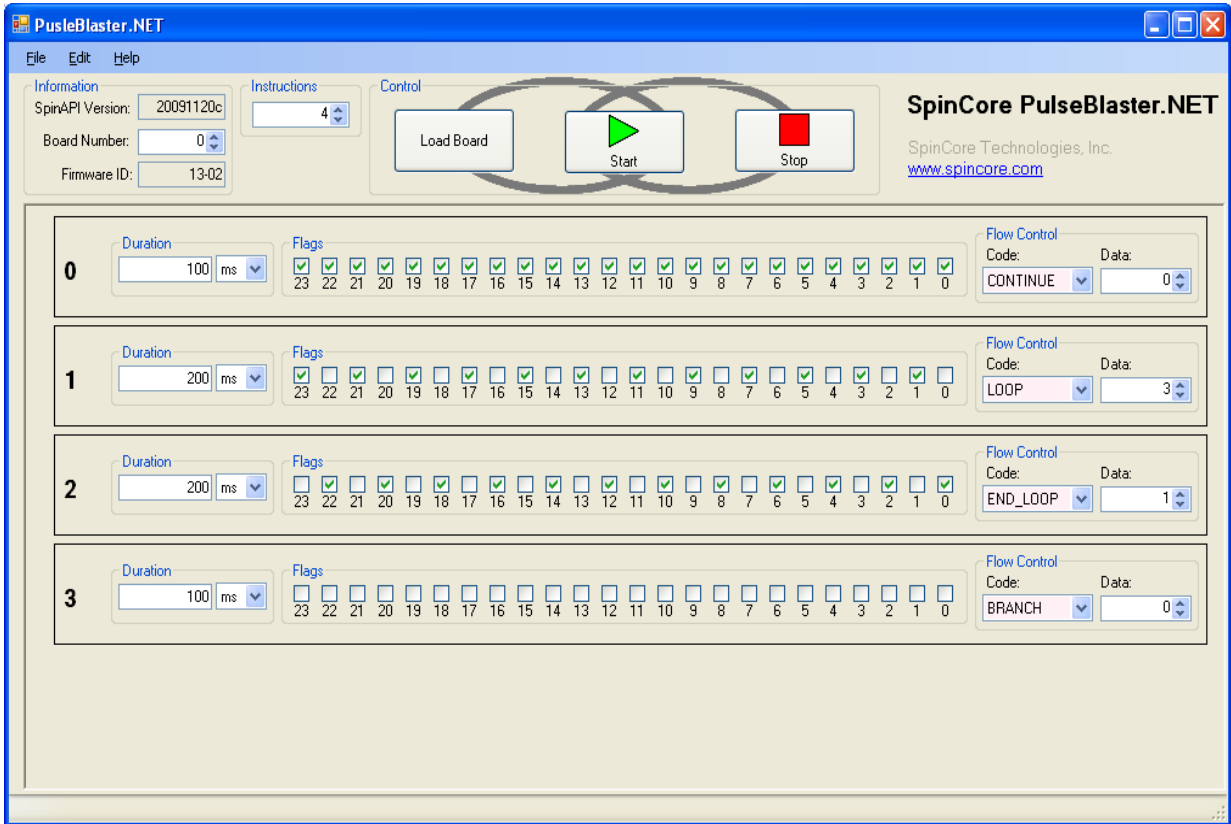 PusleBlaster.NET
File Edit Help
Information
SpinAPI Version: 20091120c
Board Number: 0
Firmware ID: 13-02
Instructions
4
Control
Load Board
Start
Stop
SpinCore PulseBlaster.NET
SpinCore Technologies, Inc.
www.spincore.com
0
Duration
100 ms
Flags
23 22 21 20 19 18 17 16 15 14 13 12 11 10 9 8 7 6 5 4 3 2 1 0
Flow Control
Code: Data:
CONTINUE 0
1
Duration
200 ms
Flags
23 22 21 20 19 18 17 16 15 14 13 12 11 10 9 8 7 6 5 4 3 2 1 0
Flow Control
Code: Data:
LOOP 3
2
Duration
200 ms
Flags
23 22 21 20 19 18 17 16 15 14 13 12 11 10 9 8 7 6 5 4 3 2 1 0
Flow Control
Code: Data:
END_LOOP 1
3
Duration
100 ms
Flags
23 22 21 20 19 18 17 16 15 14 13 12 11 10 9 8 7 6 5 4 3 2 1 0
Flow Control
Code: Data:
BRANCH 0